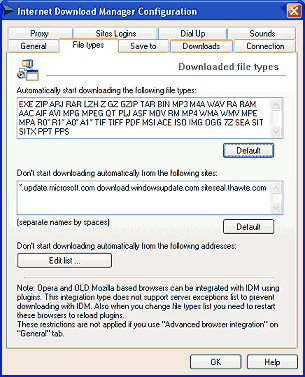 Internet Download Manager Configuration
Proxy Sites Logins Dial Up Sounds
General File types Save to Downloads Connection
Downloaded file types
Automatically start downloading the following file types:
EXE ZIP ARJ RAR LZH Z GZ GZIP TAR BIN MP3 M4A WAV RA RAM
AAC AIF AVI MPG MPEG QT PLJ ASF MOV RM MP4 WMA WMV MPE
MPA R0* R1* A0* A1* TIF TIFF PDF MSI ACE ISO IMG OGG 7Z SEA SIT
SITX PPT PPS
Default
Don't start downloading automatically from the following sites:
*.update.microsoft.com download.windowsupdate.com siteseal.thawte.com
(separate names by spaces)
Default
Don't start downloading automatically from the following addresses:
Edit list ...
Note: Opera and OLD Mozilla based browsers can be integrated with IDM using
plugins. This integration type does not support server exceptions list to prevent
downloading with IDM. Also when you change file types list you need to restart
these browsers to reload plugins.
These restrictions are not applied if you use "Advanced browser integration" on
"General" tab.
OK Help